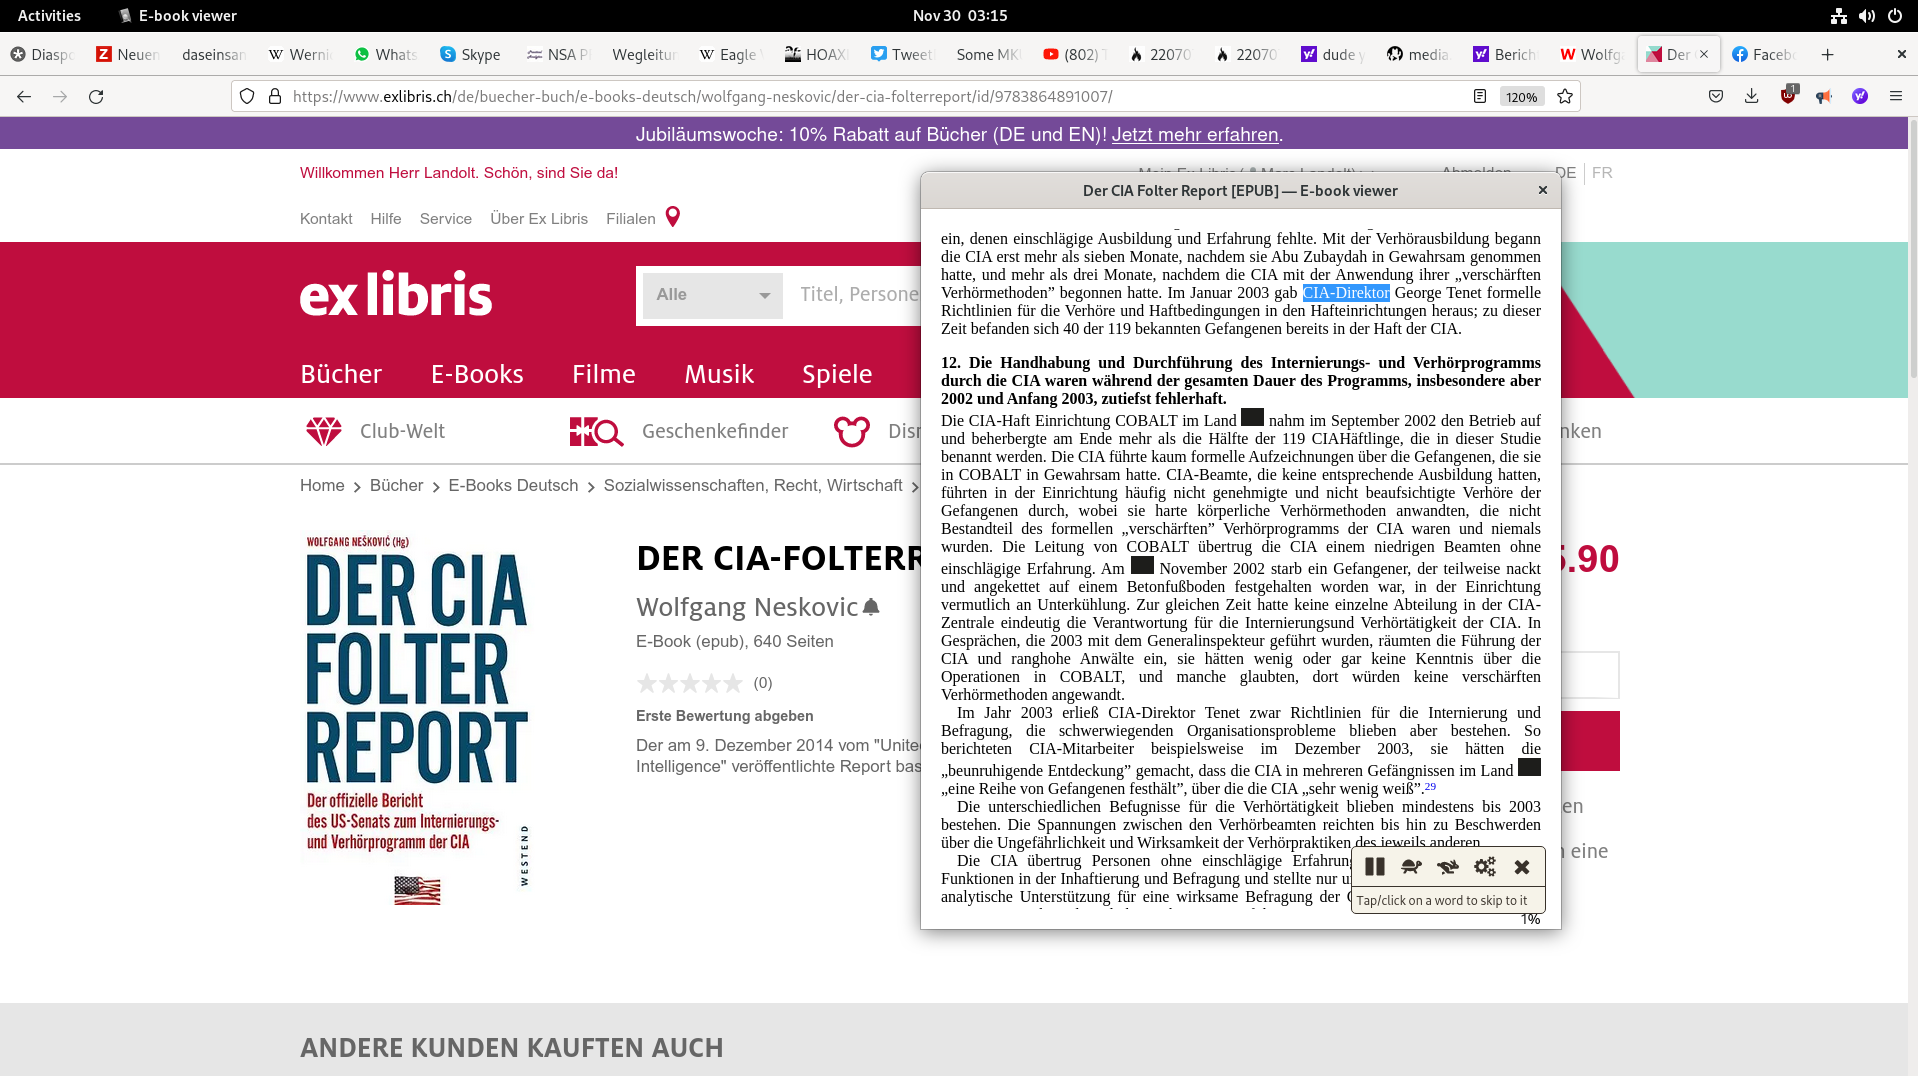 Activities
E-book viewer
Nov 30  03:15
Diaspo
Neuen
daseinsan
Wernie
Whats
Skype
NSA P
Wegleitun
Eagle
HOAX
Tweeti
Some MK
(802)
22070
22070
dude y
media
Berich
Wolfg
Der
Facebo
https://www.exlibris.ch/de/buecher-buch/e-books-deutsch/wolfgang-neskovic/der-cia-folterreport/id/9783864891007/
120%
1
Jubiläumswoche: 10% Rabatt auf Bücher (DE und EN)! Jetzt mehr erfahren.
Willkommen Herr Landolt. Schön, sind Sie da!
DE
FR
Kontakt
Hilfe
Service
Über Ex Libris
Filialen
ex libris
Alle
Titel, Persone
Bücher
E-Books
Filme
Musik
Spiele
Club-Welt
Geschenkefinder
Disn
nken
Home
Bücher
E-Books Deutsch
Sozialwissenschaften, Recht, Wirtschaft
WOLFGANG NEŠKOVIĆ (Hg)
DER CIA
FOLTER
REPORT
Der offizielle Bericht
des US-Senats zum Internierungs-
und Verhörprogramm der CIA
WESTEND
DER CIA-FOLTERR
5.90
Wolfgang Neskovic
E-Book (epub), 640 Seiten
(0)
Erste Bewertung abgeben
Der am 9. Dezember 2014 vom "Unite
Intelligence" veröffentlichte Report bas
en
n eine
ANDERE KUNDEN KAUFTEN AUCH
Der CIA Folter Report [EPUB] — E-book viewer
ein, denen einschlägige Ausbildung und Erfahrung fehlte. Mit der Verhörausbildung begann
die CIA erst mehr als sieben Monate, nachdem sie Abu Zubaydah in Gewahrsam genommen
hatte, und mehr als drei Monate, nachdem die CIA mit der Anwendung ihrer „verschärften
Verhörmethoden” begonnen hatte. Im Januar 2003 gab CIA-Direktor George Tenet formelle
Richtlinien für die Verhöre und Haftbedingungen in den Hafteinrichtungen heraus; zu dieser
Zeit befanden sich 40 der 119 bekannten Gefangenen bereits in der Haft der CIA.
12. Die Handhabung und Durchführung des Internierungs- und Verhörprogramms
durch die CIA waren während der gesamten Dauer des Programms, insbesondere aber
2002 und Anfang 2003, zutiefst fehlerhaft.
Die CIA-Haft Einrichtung COBALT im Land nahm im September 2002 den Betrieb auf
und beherbergte am Ende mehr als die Hälfte der 119 CIAHäftlinge, die in dieser Studie
benannt werden. Die CIA führte kaum formelle Aufzeichnungen über die Gefangenen, die sie
in COBALT in Gewahrsam hatte. CIA-Beamte, die keine entsprechende Ausbildung hatten,
führten in der Einrichtung häufig nicht genehmigte und nicht beaufsichtigte Verhöre der
Gefangenen durch, wobei sie harte körperliche Verhörmethoden anwandten, die nicht
Bestandteil des formellen „verschärften” Verhörprogramms der CIA waren und niemals
wurden. Die Leitung von COBALT übertrug die CIA einem niedrigen Beamten ohne
einschlägige Erfahrung. Am November 2002 starb ein Gefangener, der teilweise nackt
und angekettet auf einem Betonfußboden festgehalten worden war, in der Einrichtung
vermutlich an Unterkühlung. Zur gleichen Zeit hatte keine einzelne Abteilung in der CIA-
Zentrale eindeutig die Verantwortung für die Internierungsund Verhörtätigkeit der CIA. In
Gesprächen, die 2003 mit dem Generalinspekteur geführt wurden, räumten die Führung der
CIA und ranghohe Anwälte ein, sie hätten wenig oder gar keine Kenntnis über die
Operationen in COBALT, und manche glaubten, dort würden keine verschärften
Verhörmethoden angewandt.
Im Jahr 2003 erließ CIA-Direktor Tenet zwar Richtlinien für die Internierung und
Befragung, die schwerwiegenden Organisationsprobleme blieben aber bestehen. So
berichteten CIA-Mitarbeiter beispielsweise im Dezember 2003, sie hätten die
„beunruhigende Entdeckung” gemacht, dass die CIA in mehreren Gefängnissen im Land
„eine Reihe von Gefangenen festhält”, über die die CIA „sehr wenig weiß”.29
Die unterschiedlichen Befugnisse für die Verhörtätigkeit blieben mindestens bis 2003
bestehen. Die Spannungen zwischen den Verhörbeamten reichten bis hin zu Beschwerden
über die Ungefährlichkeit und Wirksamkeit der Verhörpraktiken des jeweils anderen.
Die CIA übertrug Personen ohne einschlägige Erfahrung
Funktionen in der Inhaftierung und Befragung und stellte nur u
analytische Unterstützung für eine wirksame Befragung der
Tap/click on a word to skip to it
1%